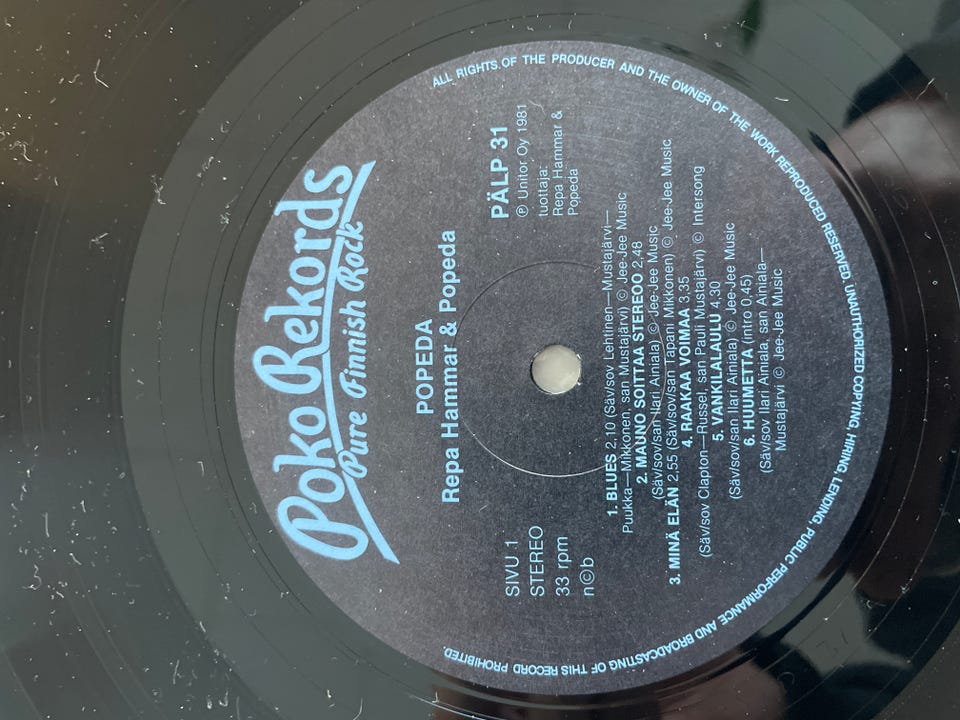 Poko Rekords
Pure Finnish Rock
POPEDA
Repa Hammar & Popeda
SIVU 1
STEREO
33 rpm
n©b
PÄLP 31
℗ Unitor Oy 1981
tuottaja:
Repa Hammar &
Popeda
1. BLUES 2,10 (Säv/sov Lehtinen—Mustajärvi—
Puukka—Mikkonen, san Mustajärvi) © Jee-Jee Music
2. MAUNO SOITTAA STEREOO 2,48
(Säv/sov/san Ilari Ainiala) © Jee-Jee Music
3. MINÄ ELÄN 2,55 (Säv/sov/san Tapani Mikkonen) © Jee-Jee Music
4. RAAKAA VOIMAA 3,35
(Säv/sov Clapton—Russel, san Pauli Mustajärvi) © Intersong
5. VANKILALAULU 4,30
(Säv/sov/san Ilari Ainiala) © Jee-Jee Music
6. HUUMETTA (intro 0,45)
(Säv/sov Ilari Ainiala, san Ainiala—
Mustajärvi © Jee-Jee Music
ALL RIGHTS OF THE PRODUCER AND THE OWNER OF THE WORK REPRODUCED RESERVED. UNAUTHORIZED COPYING, HIRING, LENDING, PUBLIC PERFORMANCE AND BROADCASTING OF THIS RECORD PROHIBITED.